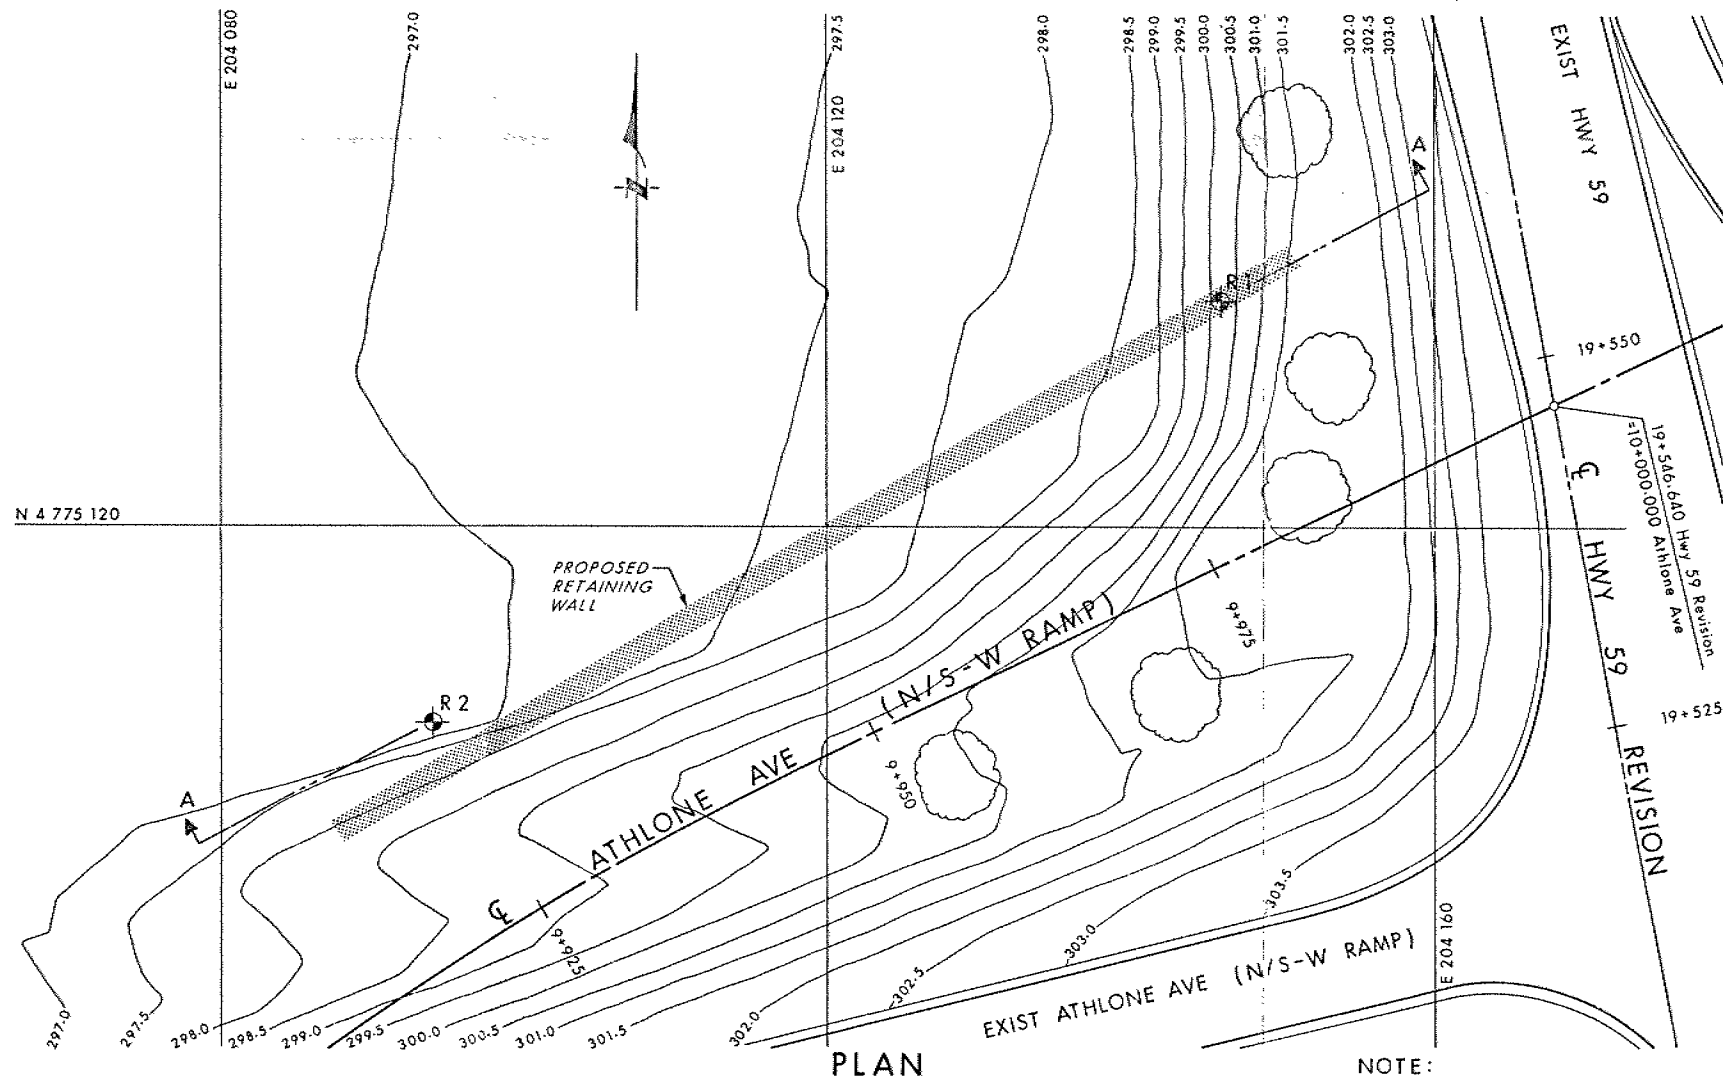 E 204 080
297.0
297.5
E 204 120
298.0
298.5
299.0
299.5
300.0
300.5
301.0
301.5
302.0
302.5
303.0
EXIST HWY 59
A
R 1
19+550
19+546.640 Hwy 59 Revision
=10+000.000 Athlone Ave
N 4 775 120
PROPOSED
RETAINING
WALL
℄ HWY 59 REVISION
9+975
R 2
19+525
℄ ATHLONE AVE (N/S-W RAMP)
9+950
A
9+925
303.5
303.0
302.5
E 204 160
EXIST ATHLONE AVE (N/S-W RAMP)
297.0
297.5
298.0
298.5
299.0
299.5
300.0
300.5
301.0
301.5
302.0
N
PLAN
NOTE: